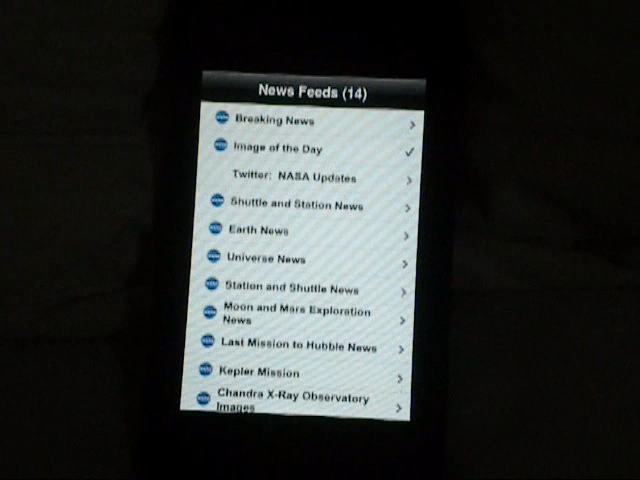 News Feeds (14)
Breaking News
Image of the Day
Twitter: NASA Updates
Shuttle and Station News
Earth News
Universe News
Station and Shuttle News
Moon and Mars Exploration
News
Last Mission to Hubble News
Kepler Mission
Chandra X-Ray Observatory
Images